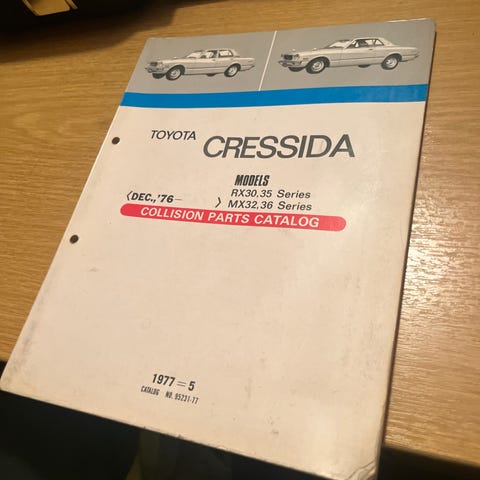 TOYOTA CRESSIDA
MODELS
〈DEC.,'76— 〉 RX30,35 Series
MX32,36 Series
COLLISION PARTS CATALOG
1977=5
CATALOG NO. 95231-77